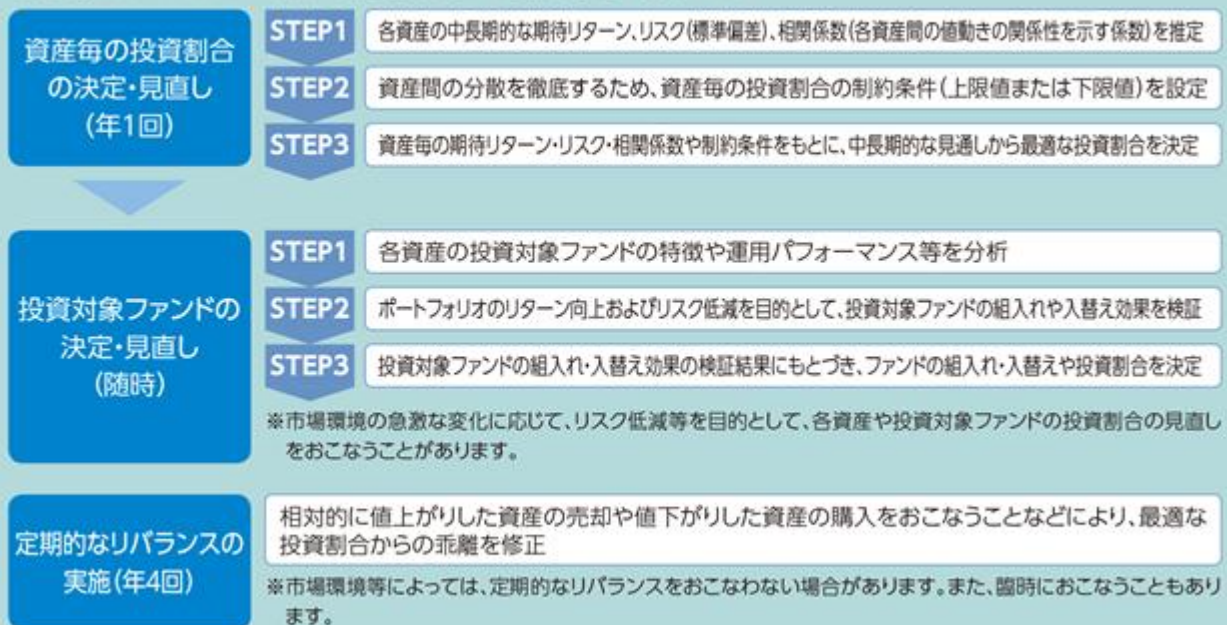 資産毎の投資割合
の決定・見直し
(年1回)
STEP1
各資産の中長期的な期待リターン、リスク(標準偏差)、相関係数(各資産間の値動きの関係性を示す係数)を推定
STEP2
資産間の分散を徹底するため、資産毎の投資割合の制約条件(上限値または下限値)を設定
STEP3
資産毎の期待リターン・リスク・相関係数や制約条件をもとに、中長期的な見通しから最適な投資割合を決定
投資対象ファンドの
決定・見直し
(随時)
STEP1
各資産の投資対象ファンドの特徴や運用パフォーマンス等を分析
STEP2
ポートフォリオのリターン向上およびリスク低減を目的として、投資対象ファンドの組入れや入替え効果を検証
STEP3
投資対象ファンドの組入れ・入替え効果の検証結果にもとづき、ファンドの組入れ・入替えや投資割合を決定
※市場環境の急激な変化に応じて、リスク低減等を目的として、各資産や投資対象ファンドの投資割合の見直し
をおこなうことがあります。
定期的なリバランスの
実施(年4回)
相対的に値上がりした資産の売却や値下がりした資産の購入をおこなうことなどにより、最適な
投資割合からの乖離を修正
※市場環境等によっては、定期的なリバランスをおこなわない場合があります。また、臨時におこなうこともあり
ます。